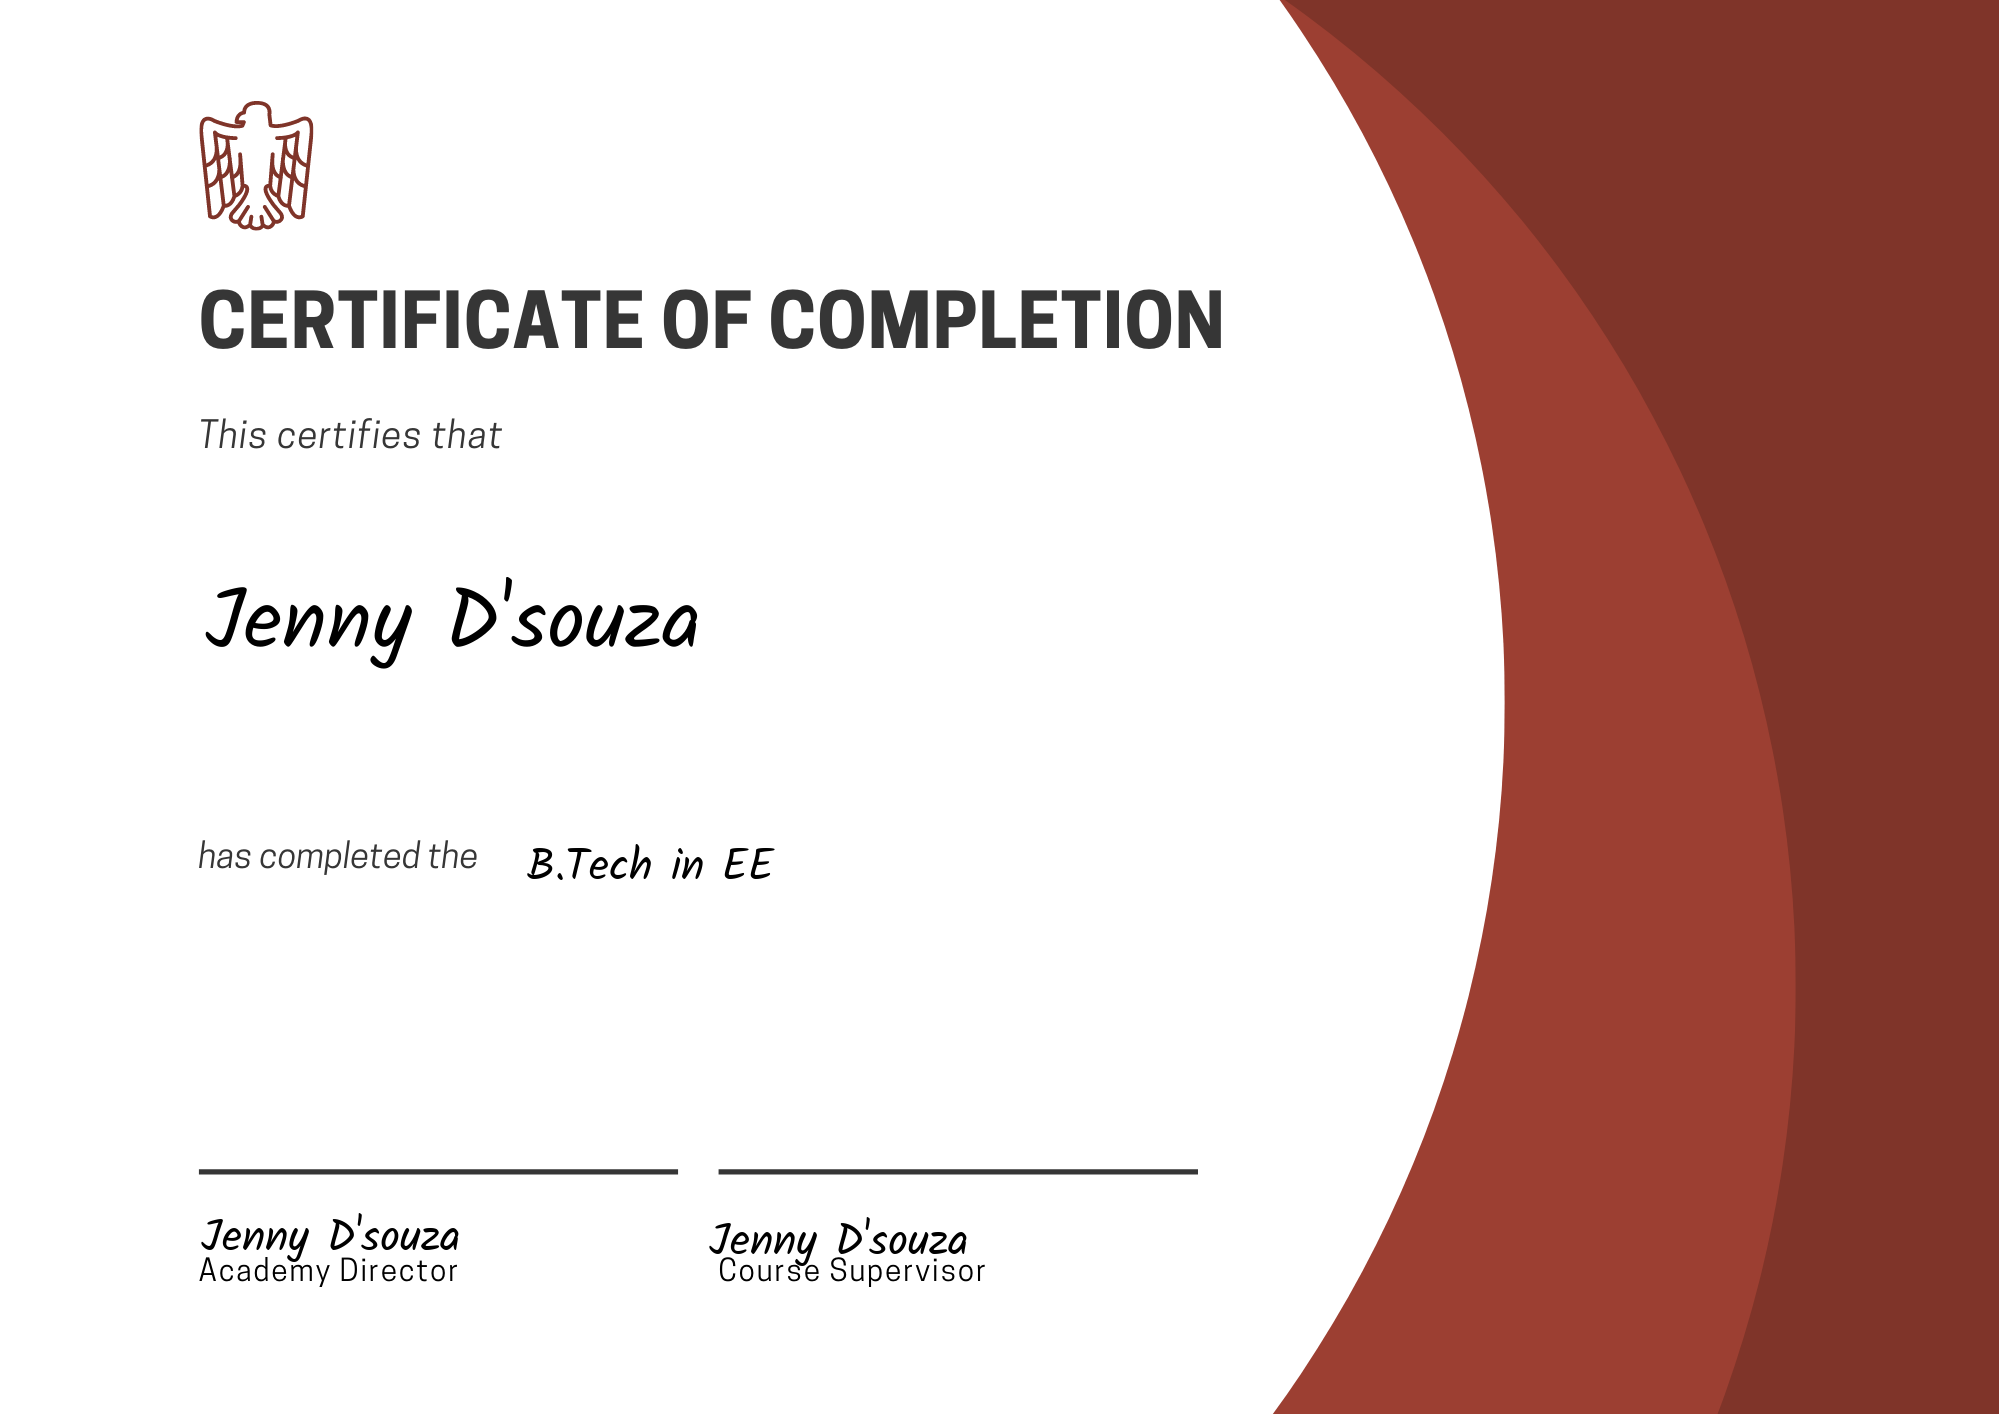 CERTIFICATE OF COMPLETION
This certifies that
Jenny D'souza
has completed the B.Tech in EE
Jenny D'souza Jenny D'souza
Academy Director Course Supervisor